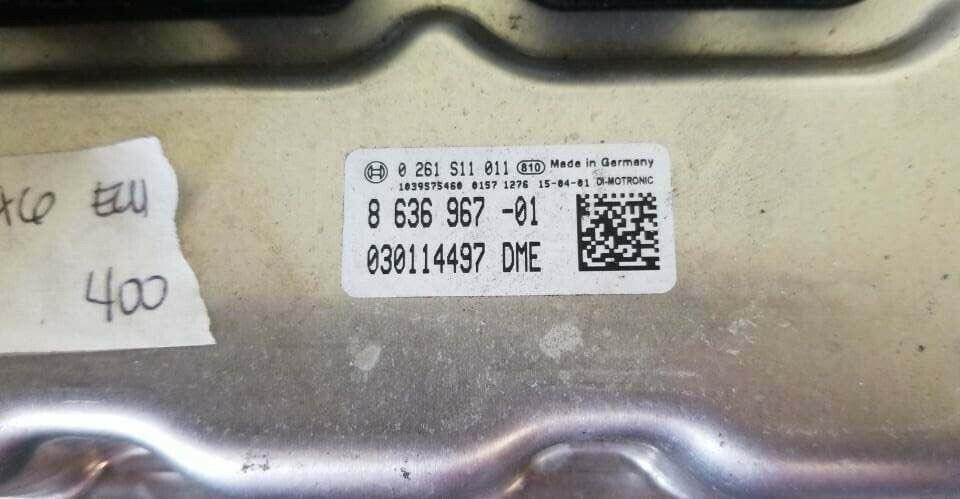 0 261 S11 011 810 Made in Germany
1039S75460 0157 1276 15-04-01 DI-MOTRONIC
8 636 967 -01
030114497 DME
ECU
400